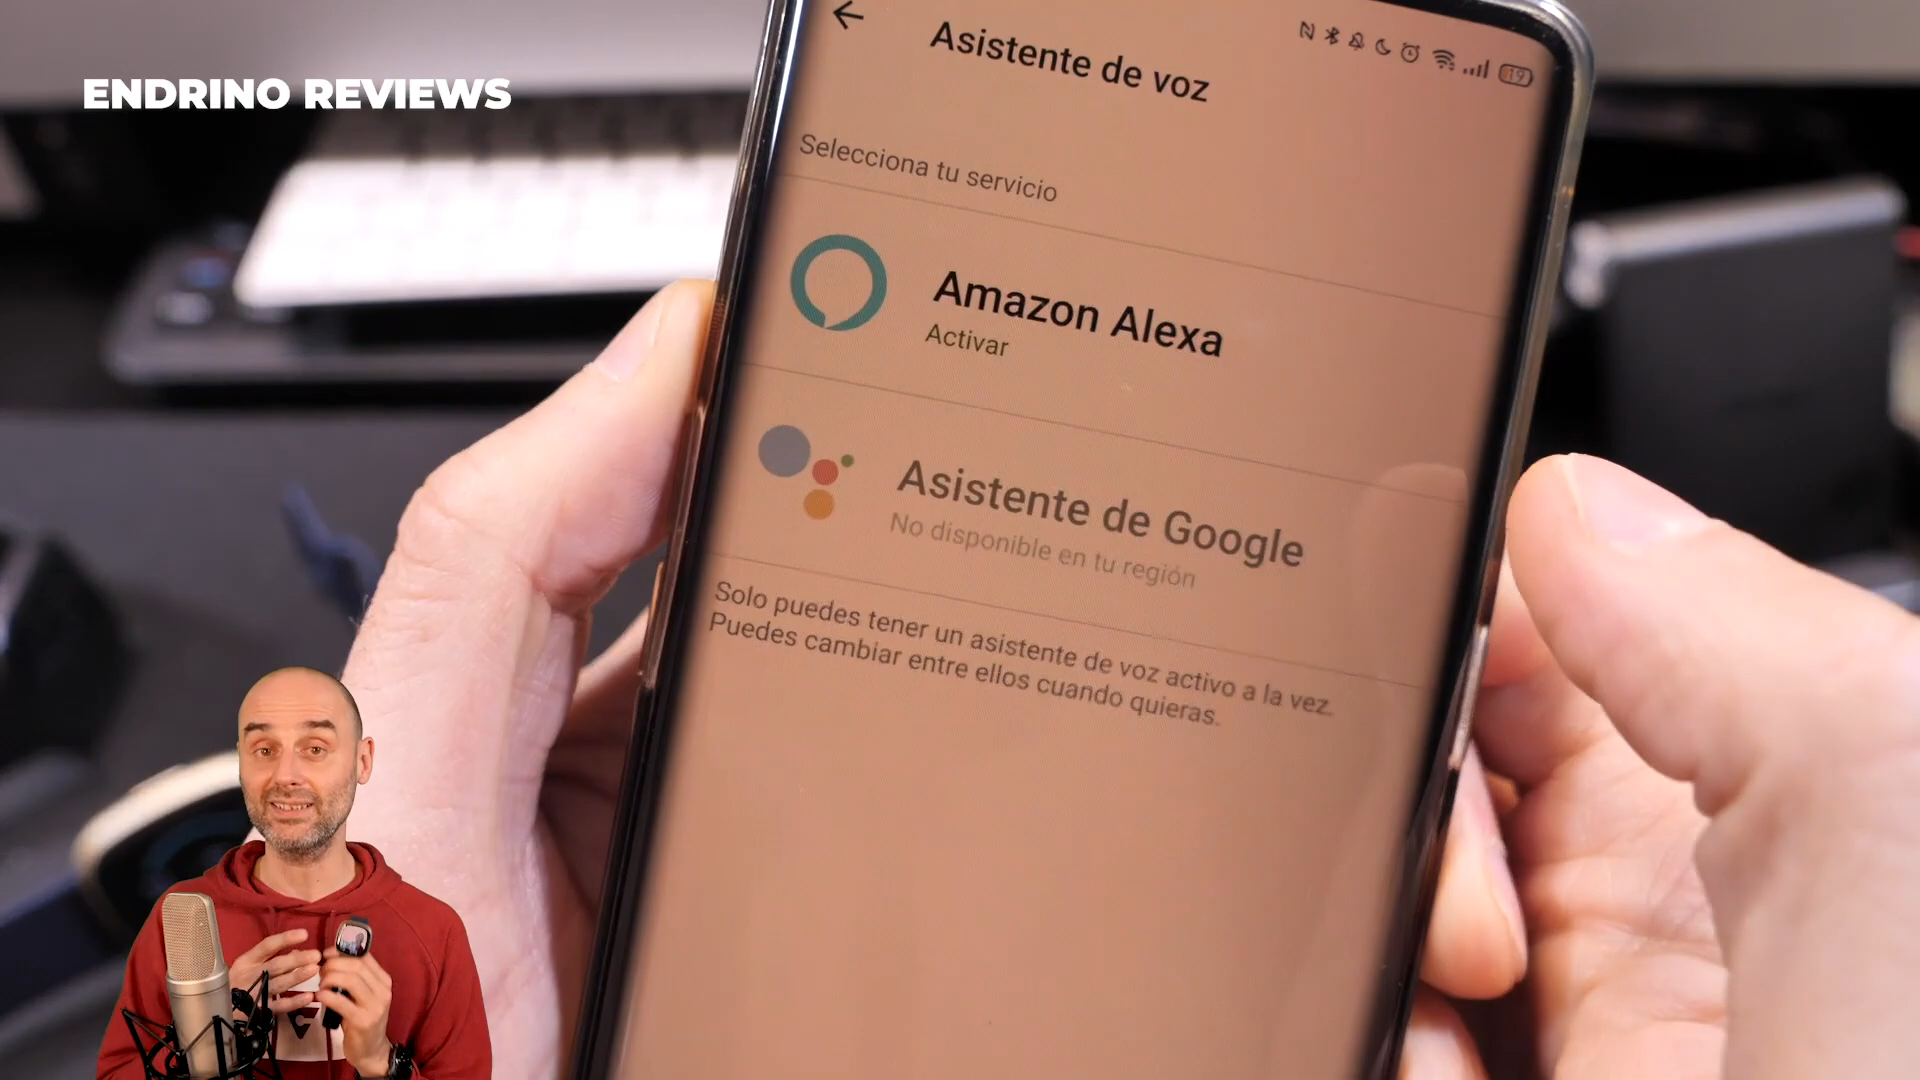 ENDRINO REVIEWS
Asistente de voz
19
Selecciona tu servicio
Amazon Alexa
Activar
Asistente de Google
No disponible en tu región
Solo puedes tener un asistente de voz activo a la vez.
Puedes cambiar entre ellos cuando quieras.